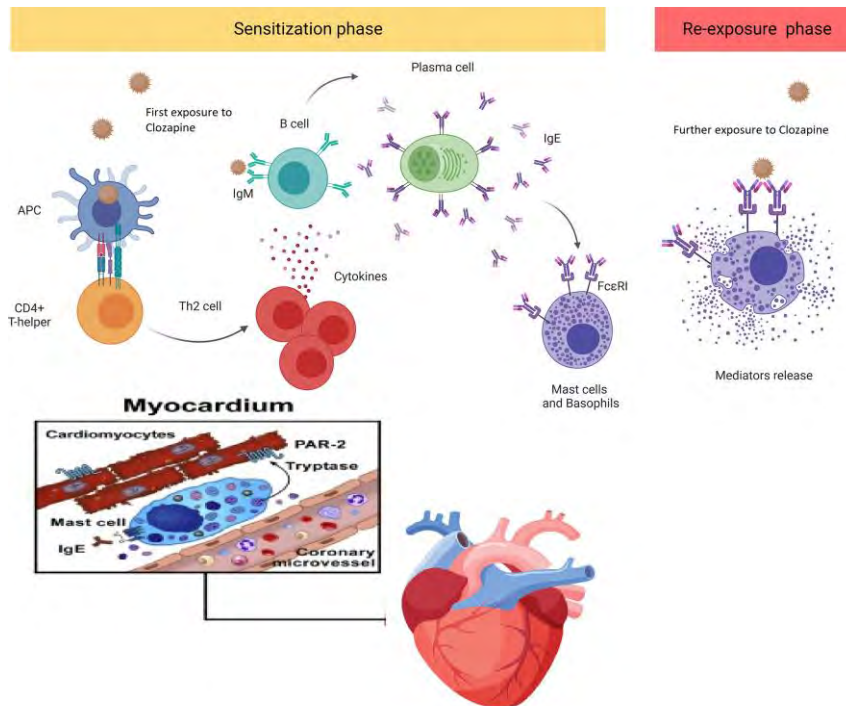 Sensitization phase
Re-exposure phase
First exposure to
Clozapine
B cell
Plasma cell
IgM
IgE
APC
CD4+
T-helper
Th2 cell
Cytokines
FcεRI
Mast cells
and Basophils
Further exposure to Clozapine
Mediators release
Myocardium
Cardiomyocytes
PAR-2
Tryptase
Mast cell
IgE
Coronary
microvessel